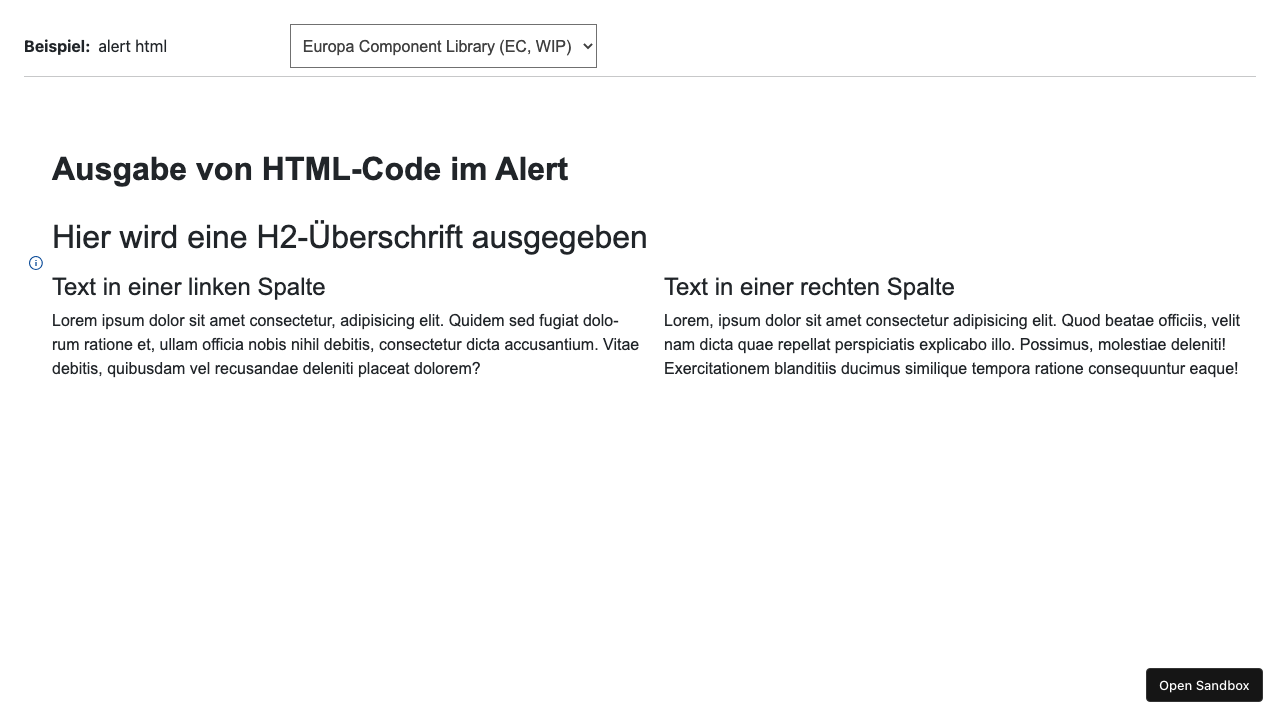 Beispiel: alert html
Europa Component Library (EC, WIP)
Ausgabe von HTML-Code im Alert
Hier wird eine H2-Überschrift ausgegeben
Text in einer linken Spalte
Lorem ipsum dolor sit amet consectetur, adipisicing elit. Quidem sed fugiat dolo-
rum ratione et, ullam officia nobis nihil debitis, consectetur dicta accusantium. Vitae
debitis, quibusdam vel recusandae deleniti placeat dolorem?
Text in einer rechten Spalte
Lorem, ipsum dolor sit amet consectetur adipisicing elit. Quod beatae officiis, velit
nam dicta quae repellat perspiciatis explicabo illo. Possimus, molestiae deleniti!
Exercitationem blanditiis ducimus similique tempora ratione consequuntur eaque!
Open Sandbox